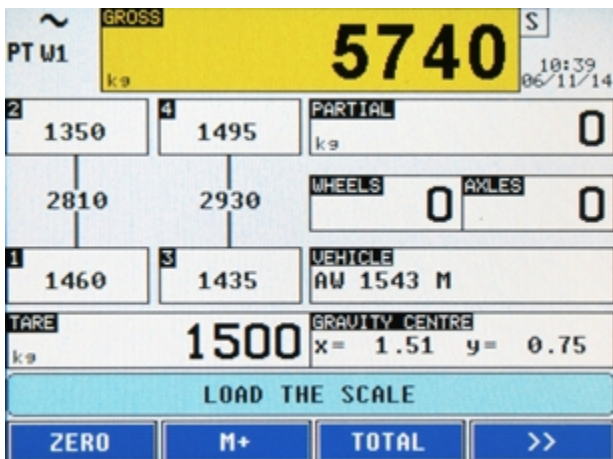 GROSS
5740
S
PT W1
kg
10:39
06/11/14
2
1350
4
1495
PARTIAL
kg
0
2810
2930
WHEELS
0
AXLES
0
1
1460
3
1435
VEHICLE
AW 1543 M
TARE
kg
1500
GRAVITY CENTRE
x= 1.51 y= 0.75
LOAD THE SCALE
ZERO
M+
TOTAL
>>